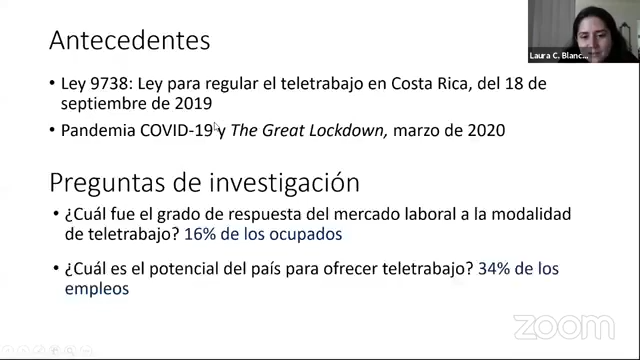 Antecedentes
• Ley 9738: Ley para regular el teletrabajo en Costa Rica, del 18 de
septiembre de 2019
• Pandemia COVID-19 y The Great Lockdown, marzo de 2020
Preguntas de investigación
• ¿Cuál fue el grado de respuesta del mercado laboral a la modalidad
de teletrabajo? 16% de los ocupados
• ¿Cuál es el potencial del país para ofrecer teletrabajo? 34% de los
empleos
Laura C. Blanc...
zoom